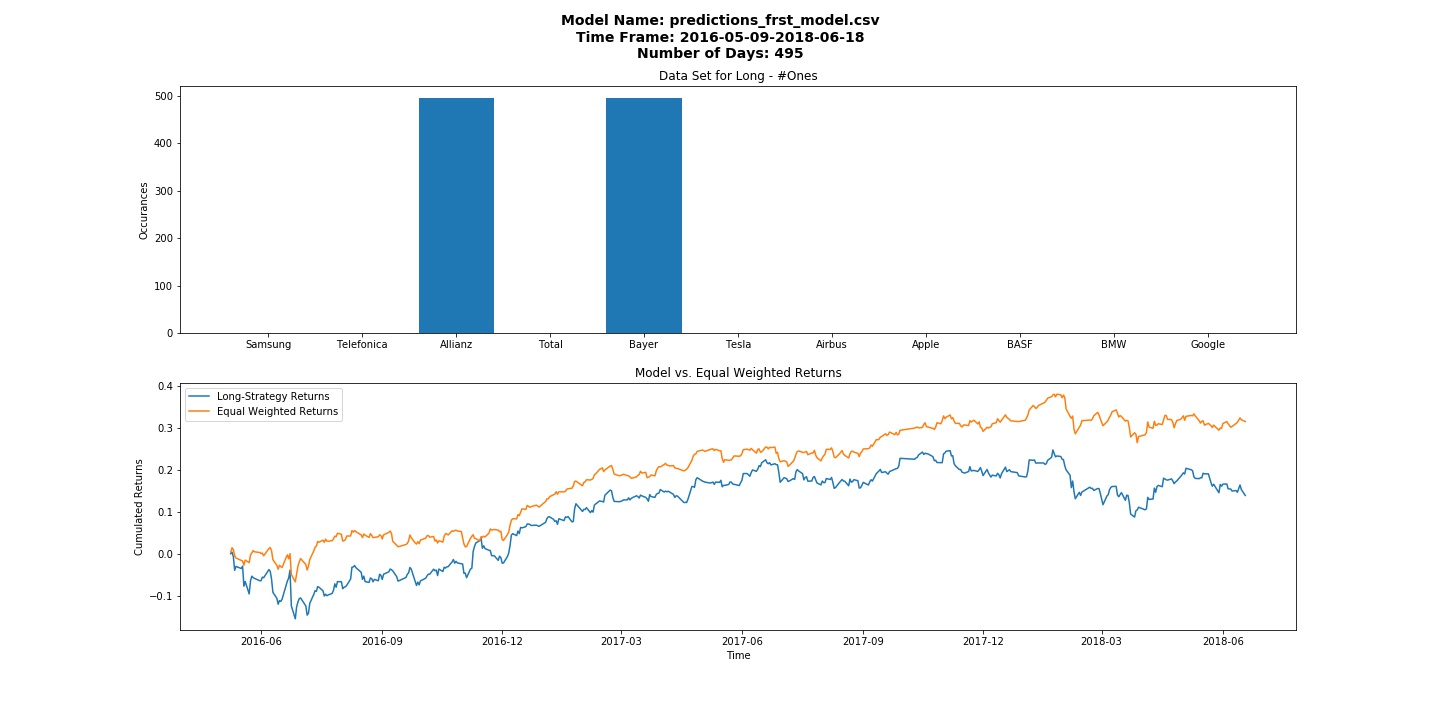 Model Name: predictions_frst_model.csv
Time Frame: 2016-05-09-2018-06-18
Number of Days: 495
Data Set for Long - #Ones
500
400
300
200
100
0
Occurances
Samsung Telefonica Allianz Total Bayer Tesla Airbus Apple BASF BMW Google
Model vs. Equal Weighted Returns
Long-Strategy Returns
Equal Weighted Returns
0.4
0.3
0.2
0.1
0.0
−0.1
Cumulated Returns
2016-06 2016-09 2016-12 2017-03 2017-06 2017-09 2017-12 2018-03 2018-06
Time